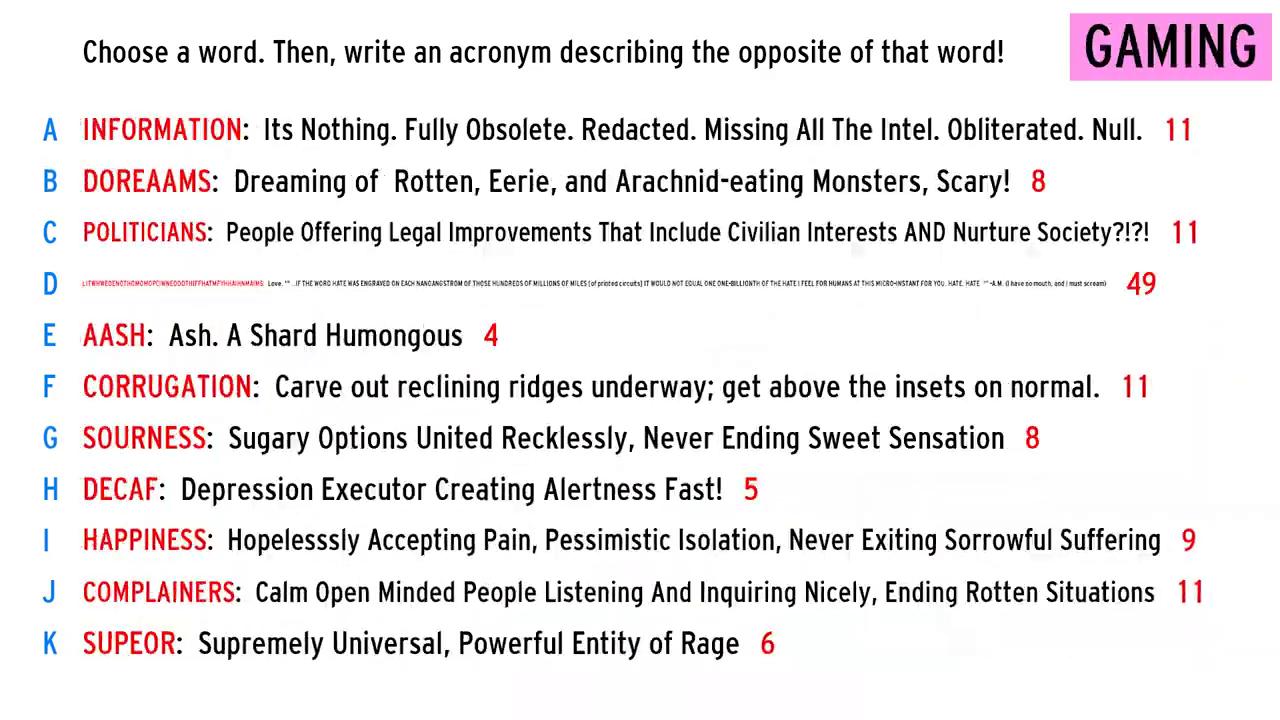 Choose a word. Then, write an acronym describing the opposite of that word!
GAMING
A INFORMATION: Its Nothing. Fully Obsolete. Redacted. Missing All The Intel. Obliterated. Null. 11
B DOREAAMS: Dreaming of Rotten, Eerie, and Arachnid-eating Monsters, Scary! 8
C POLITICIANS: People Offering Legal Improvements That Include Civilian Interests AND Nurture Society?!?! 11
D Love. "" ..IF THE WORD HATE WAS ENGRAVED ON EACH NANOANGSTROM OF THOSE HUNDREDS OF MILLIONS OF MILES [of printed circuits] IT WOULD NOT EQUAL ONE ONE-BILLIONTH OF THE HATE I FEEL FOR HUMANS AT THIS MICRO-INSTANT FOR YOU. HATE. HATE. "" -A.M. (I have no mouth, and I must scream) 49
E AASH: Ash. A Shard Humongous 4
F CORRUGATION: Carve out reclining ridges underway; get above the insets on normal. 11
G SOURNESS: Sugary Options United Recklessly, Never Ending Sweet Sensation 8
H DECAF: Depression Executor Creating Alertness Fast! 5
I HAPPINESS: Hopelesssly Accepting Pain, Pessimistic Isolation, Never Exiting Sorrowful Suffering 9
J COMPLAINERS: Calm Open Minded People Listening And Inquiring Nicely, Ending Rotten Situations 11
K SUPEOR: Supremely Universal, Powerful Entity of Rage 6